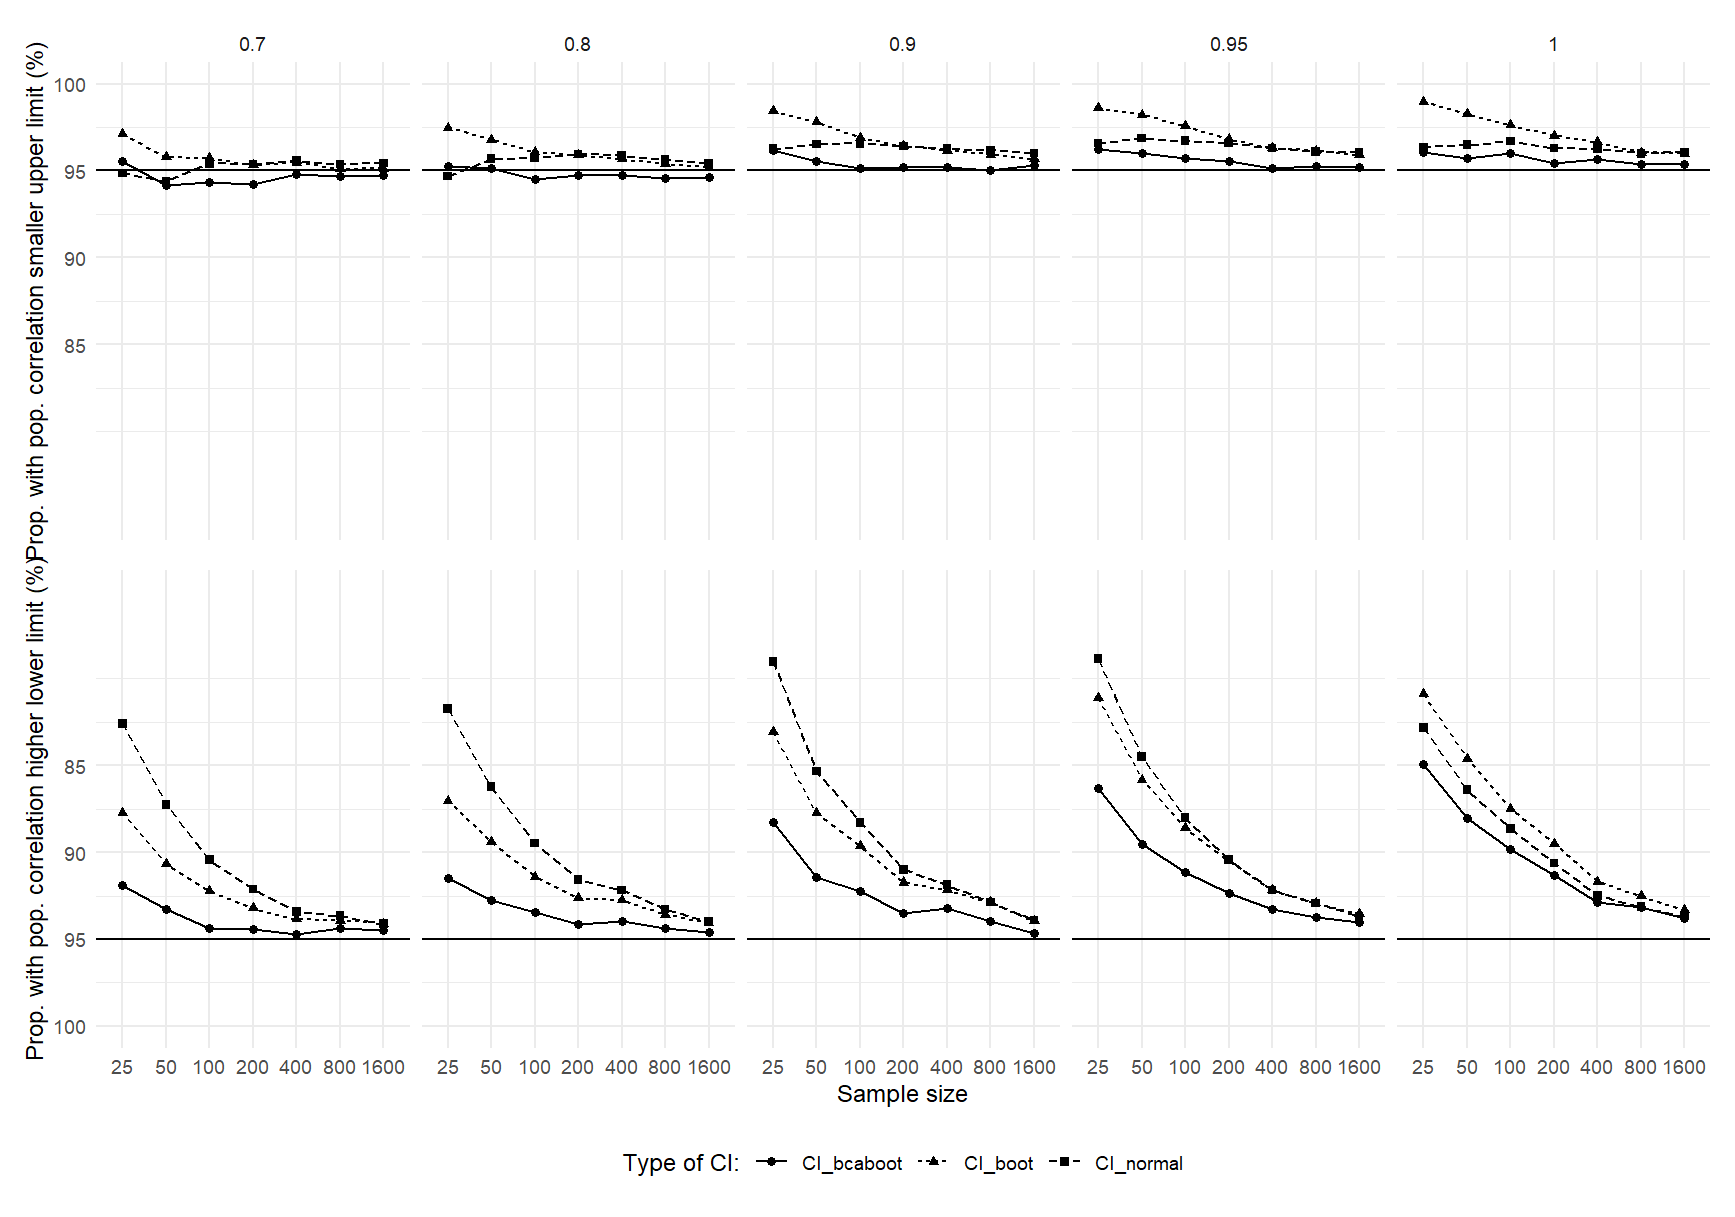 0.7 0.8 0.9 0.95 1
Prop. with pop. correlation smaller upper limit (%)
100
95
90
85
Prop. with pop. correlation higher lower limit (%)
85
90
95
100
25 50 100 200 400 800 1600 25 50 100 200 400 800 1600 25 50 100 200 400 800 1600 25 50 100 200 400 800 1600 25 50 100 200 400 800 1600
Sample size
Type of CI: CI_bcaboot CI_boot CI_normal